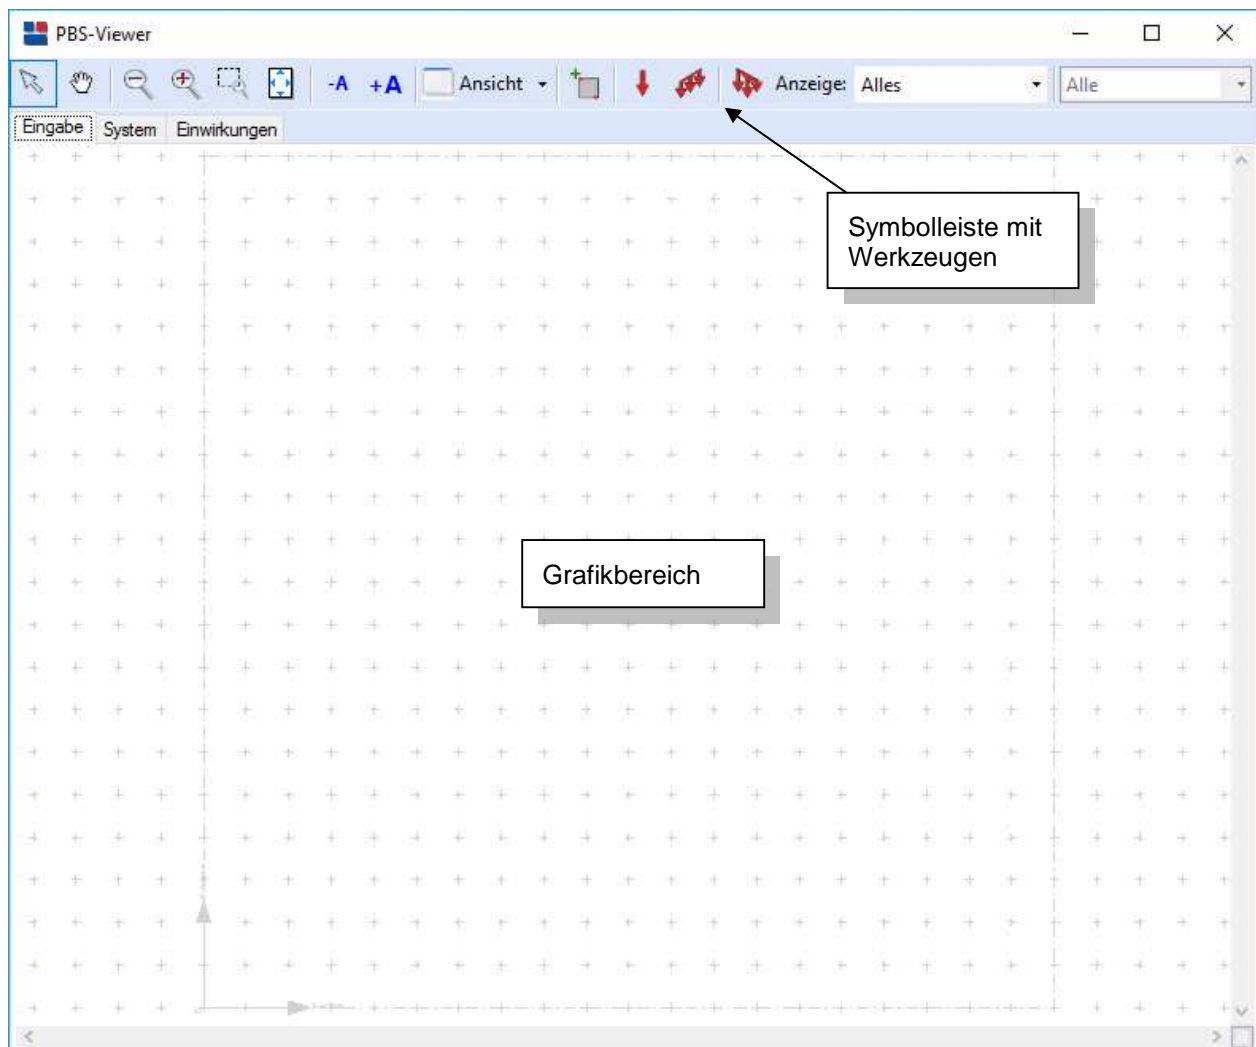 PBS-Viewer
-A +A Ansicht Anzeige: Alles Alle
Eingabe System Einwirkungen
Symbolleiste mit
Werkzeugen
Grafikbereich